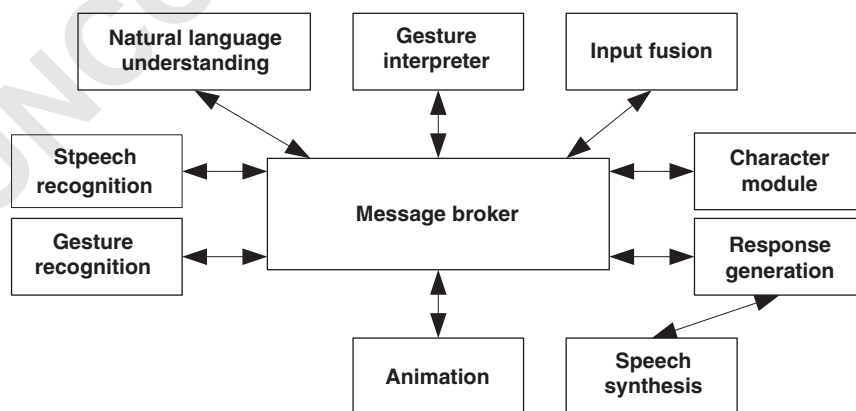 Natural language
understanding
Gesture
interpreter
Input fusion
Stpeech
recognition
Character
module
Message broker
Gesture
recognition
Response
generation
Animation
Speech
synthesis
UNCO